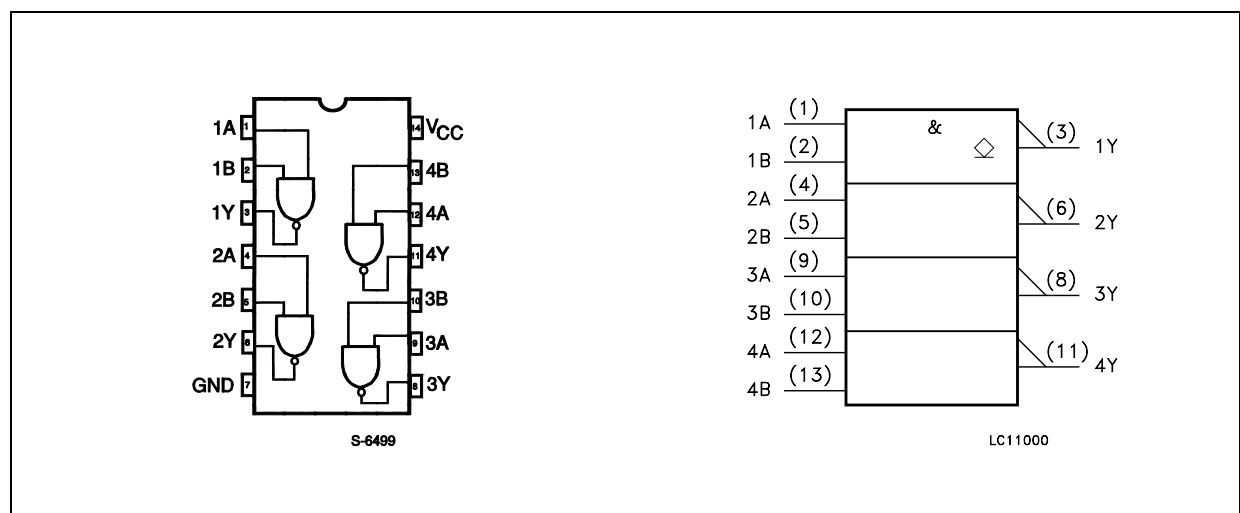 1A 1 14 VCC
1B 2 13 4B
1Y 3 12 4A
2A 4 11 4Y
2B 5 10 3B
2Y 6 9 3A
GND 7 8 3Y
S-6499
1A (1)
&
(3) 1Y
1B (2)
2A (4)
(6) 2Y
2B (5)
3A (9)
(8) 3Y
3B (10)
4A (12)
(11) 4Y
4B (13)
LC11000